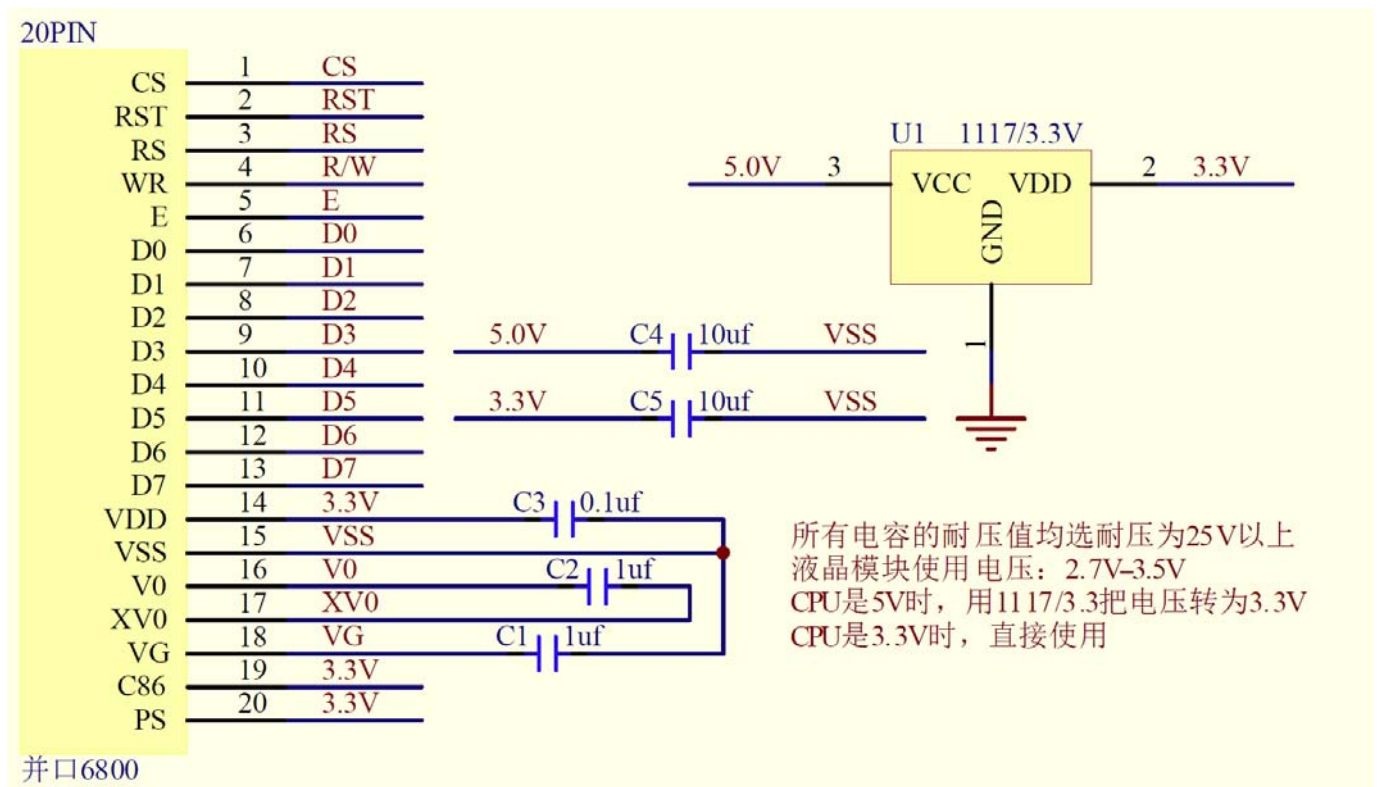 20PIN
CS 1 CS
RST 2 RST
RS 3 RS
WR 4 R/W
E 5 E
D0 6 D0
D1 7 D1
D2 8 D2
D3 9 D3
D4 10 D4
D5 11 D5
D6 12 D6
D7 13 D7
VDD 14 3.3V C3 0.1uf
VSS 15 VSS
V0 16 V0 C2 1uf
XV0 17 XV0
VG 18 VG C1 1uf
C86 19 3.3V
PS 20 3.3V
并口6800
U1 1117/3.3V
5.0V 3 VCC VDD 2 3.3V
GND
1
5.0V C4 10uf VSS
3.3V C5 10uf VSS
所有电容的耐压值均选耐压为25V以上
液晶模块使用电压：2.7V–3.5V
CPU是5V时，用1117/3.3把电压转为3.3V
CPU是3.3V时，直接使用